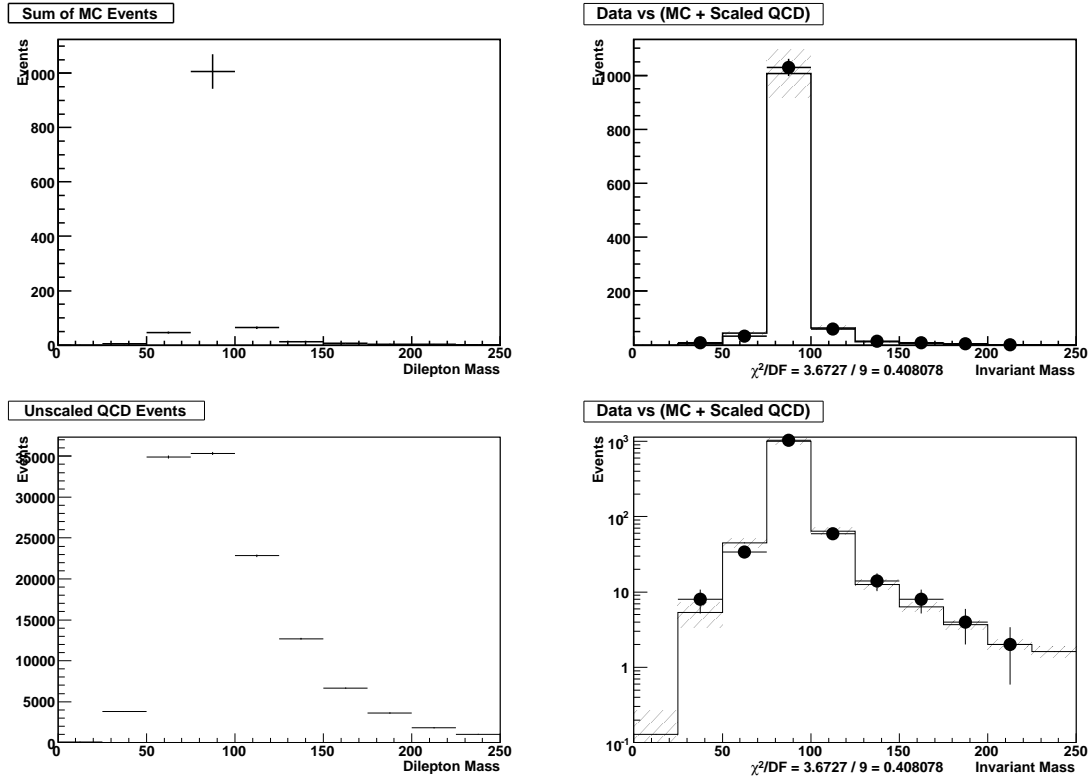 Sum of MC Events
Events
1000
800
600
400
200
0
0 50 100 150 200 250
Dilepton Mass
Data vs (MC + Scaled QCD)
Events
1000
800
600
400
200
0
0 50 100 150 200 250
χ²/DF = 3.6727 / 9 = 0.408078 Invariant Mass
Unscaled QCD Events
Events
35000
30000
25000
20000
15000
10000
5000
0
0 50 100 150 200 250
Dilepton Mass
Data vs (MC + Scaled QCD)
Events
10³
10²
10
1
10⁻¹
0 50 100 150 200 250
χ²/DF = 3.6727 / 9 = 0.408078 Invariant Mass